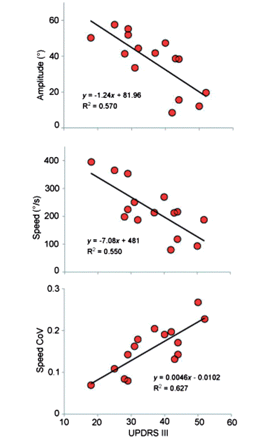 60
40
20
0
Amplitude (°)
y = -1.24x + 81.96
R² = 0.570
400
300
200
100
0
Speed (°/s)
y = -7.08x + 481
R² = 0.550
0.3
0.2
0.1
0
Speed CoV
y = 0.0046x - 0.0102
R² = 0.627
10 20 30 40 50 60
UPDRS III